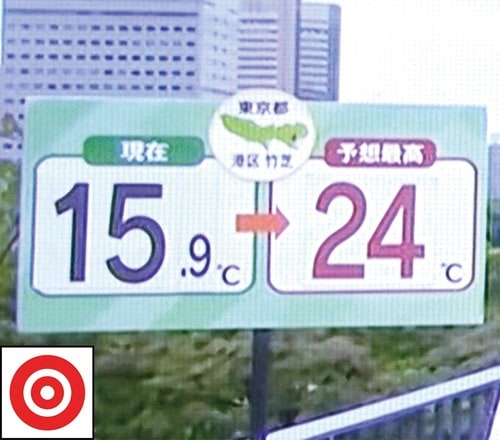 東京都
港区 竹芝
現在
15.9℃
予想最高
24℃